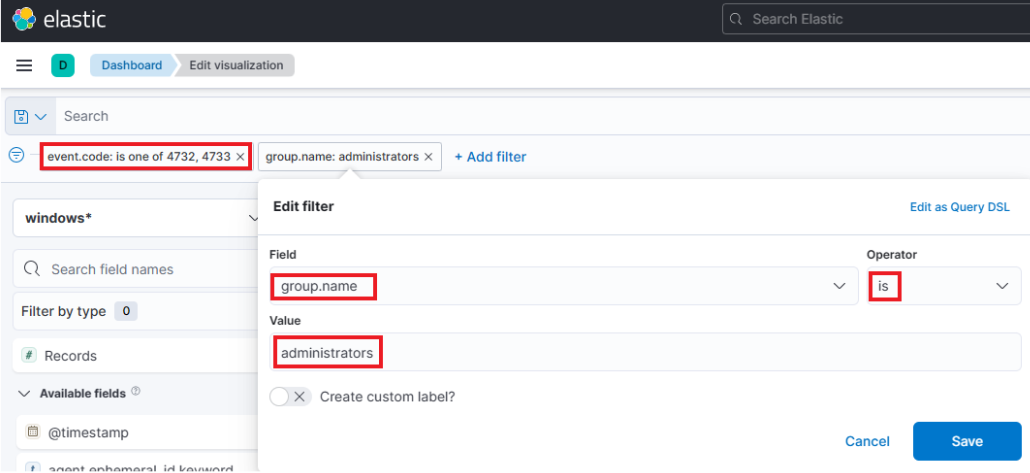 elastic
Search Elastic
D
Dashboard
Edit visualization
Search
event.code: is one of 4732, 4733 ×
group.name: administrators ×
+ Add filter
windows*
Search field names
Filter by type 0
# Records
Available fields ?
@timestamp
t agent.ephemeral_id.keyword
Edit filter
Edit as Query DSL
Field
Operator
group.name
is
Value
administrators
Create custom label?
Cancel
Save